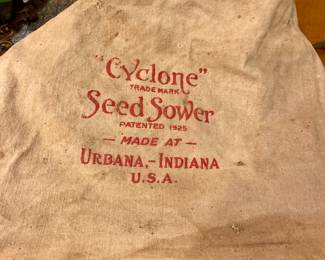 "Cyclone"
TRADE MARK
Seed Sower
PATENTED 1925
— MADE AT —
URBANA,-INDIANA
U.S.A.